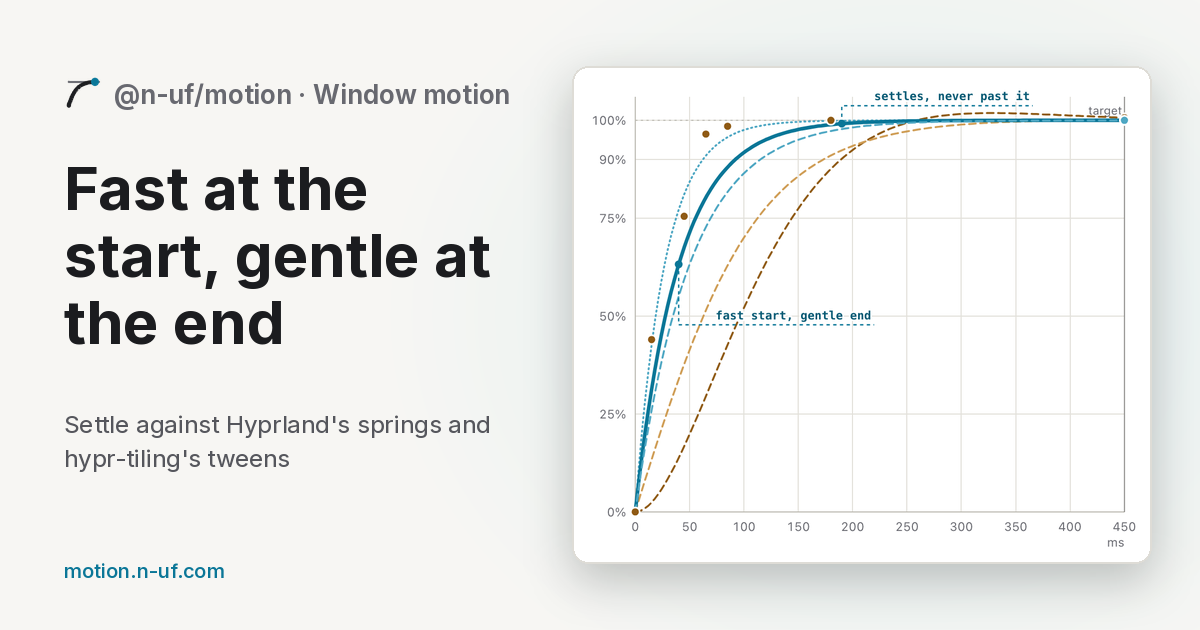 @n-uf/motion · Window motion
Fast at the
start, gentle at
the end
Settle against Hyprland's springs and
hypr-tiling's tweens
motion.n-uf.com
settles, never past it
target
100%
90%
75%
50%
25%
0%
fast start, gentle end
0 50 100 150 200 250 300 350 400 450
ms